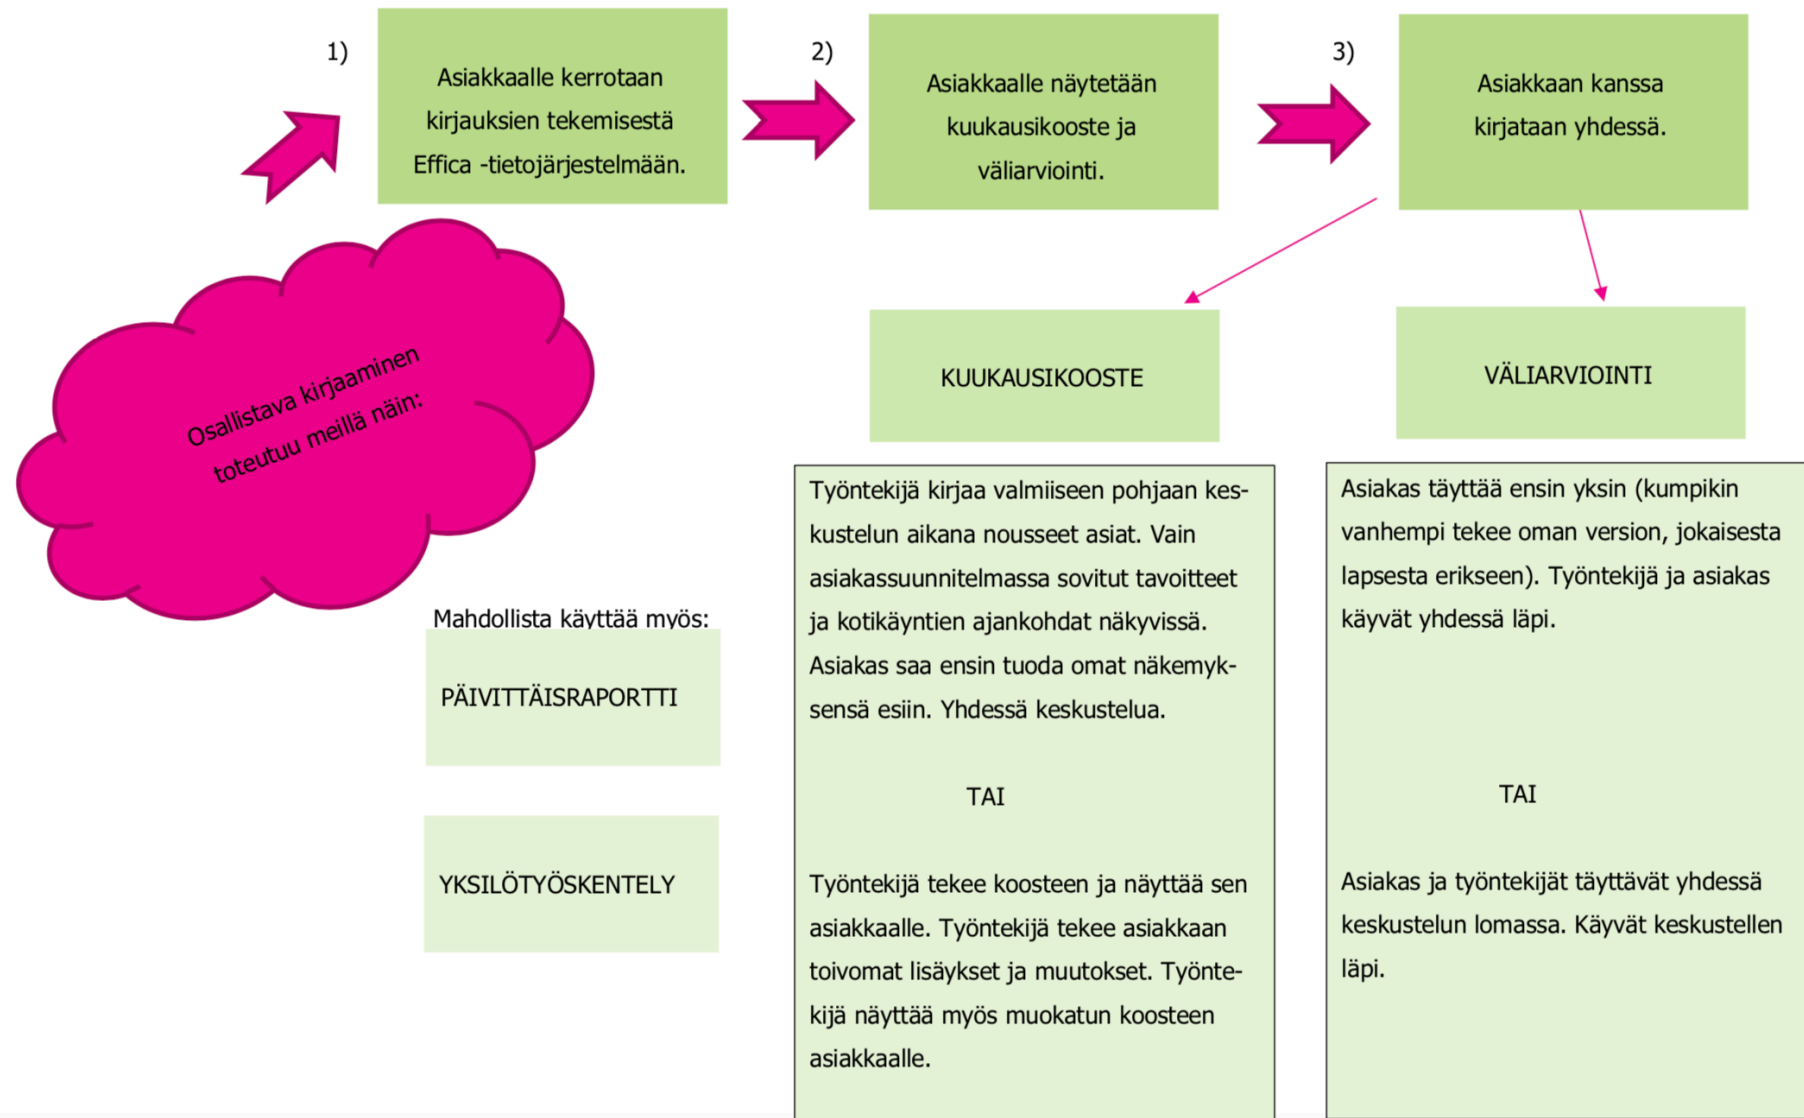 1)
Asiakkaalle kerrotaan
kirjauksien tekemisestä
Effica -tietojärjestelmään.
2)
Asiakkaalle näytetään
kuukausikooste ja
väliarviointi.
3)
Asiakkaan kanssa
kirjataan yhdessä.
Osallistava kirjaaminen
toteutuu meillä näin:
Mahdollista käyttää myös:
PÄIVITTÄISRAPORTTI
YKSILÖTYÖSKENTELY
KUUKAUSIKOOSTE
Työntekijä kirjaa valmiiseen pohjaan kes-
kustelun aikana nousseet asiat. Vain
asiakassuunnitelmassa sovitut tavoitteet
ja kotikäyntien ajankohdat näkyvissä.
Asiakas saa ensin tuoda omat näkemyk-
sensä esiin. Yhdessä keskustelua.
TAI
Työntekijä tekee koosteen ja näyttää sen
asiakkaalle. Työntekijä tekee asiakkaan
toivomat lisäykset ja muutokset. Työnte-
kijä näyttää myös muokatun koosteen
asiakkaalle.
VÄLIARVIOINTI
Asiakas täyttää ensin yksin (kumpikin
vanhempi tekee oman version, jokaisesta
lapsesta erikseen). Työntekijä ja asiakas
käyvät yhdessä läpi.
TAI
Asiakas ja työntekijät täyttävät yhdessä
keskustelun lomassa. Käyvät keskustellen
läpi.